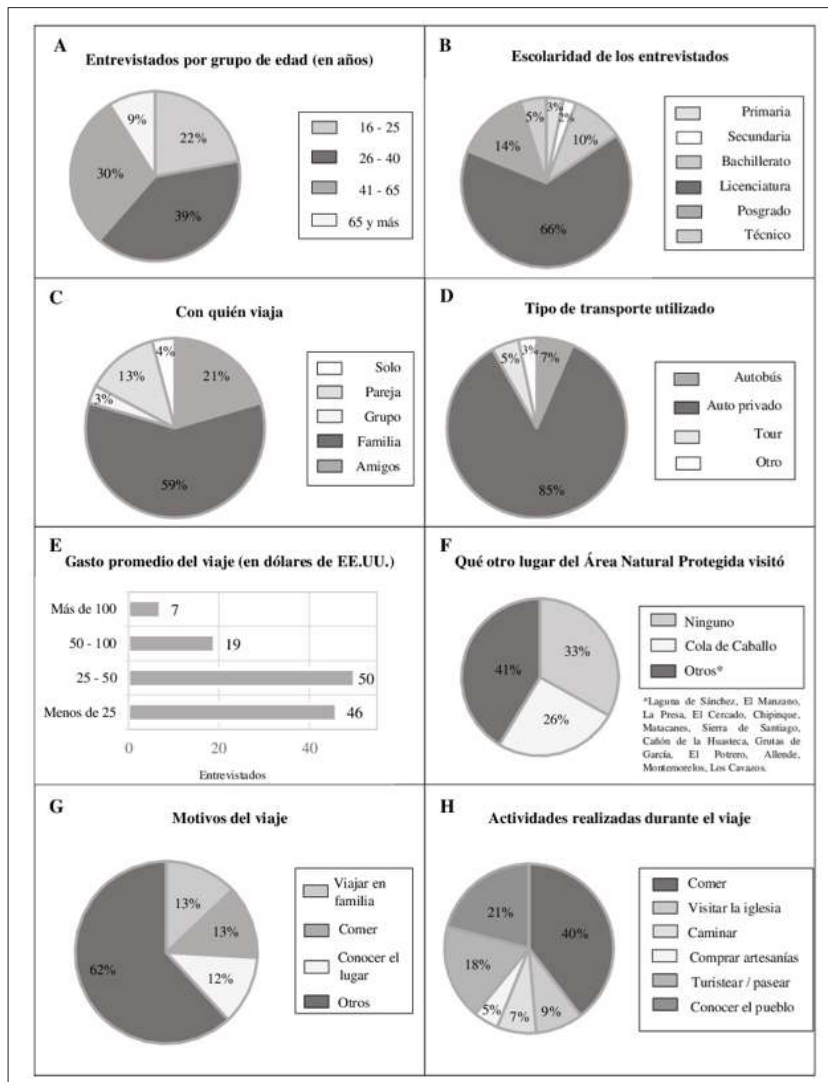 A
Entrevistados por grupo de edad (en años)
9%
22%
30%
39%
16 - 25
26 - 40
41 - 65
65 y más
B
Escolaridad de los entrevistados
5%
3%
2%
10%
14%
66%
Primaria
Secundaria
Bachillerato
Licenciatura
Posgrado
Técnico
C
Con quién viaja
4%
21%
13%
3%
59%
Solo
Pareja
Grupo
Familia
Amigos
D
Tipo de transporte utilizado
5%
3%
7%
85%
Autobús
Auto privado
Tour
Otro
E
Gasto promedio del viaje (en dólares de EE.UU.)
Más de 100
7
50 - 100
19
25 - 50
50
Menos de 25
46
0
20
40
Entrevistados
F
Qué otro lugar del Área Natural Protegida visitó
33%
41%
26%
Ninguno
Cola de Caballo
Otros*
*Laguna de Sánchez, El Manzano,
La Presa, El Cercado, Chipinque,
Matacanes, Sierra de Santiago,
Cañón de la Huasteca, Grutas de
García, El Potrero, Allende,
Montemorelos, Los Cavazos.
G
Motivos del viaje
13%
13%
12%
62%
Viajar en
familia
Comer
Conocer el
lugar
Otros
H
Actividades realizadas durante el viaje
21%
40%
18%
5%
7%
9%
Comer
Visitar la iglesia
Caminar
Comprar artesanías
Turistear / pasear
Conocer el pueblo